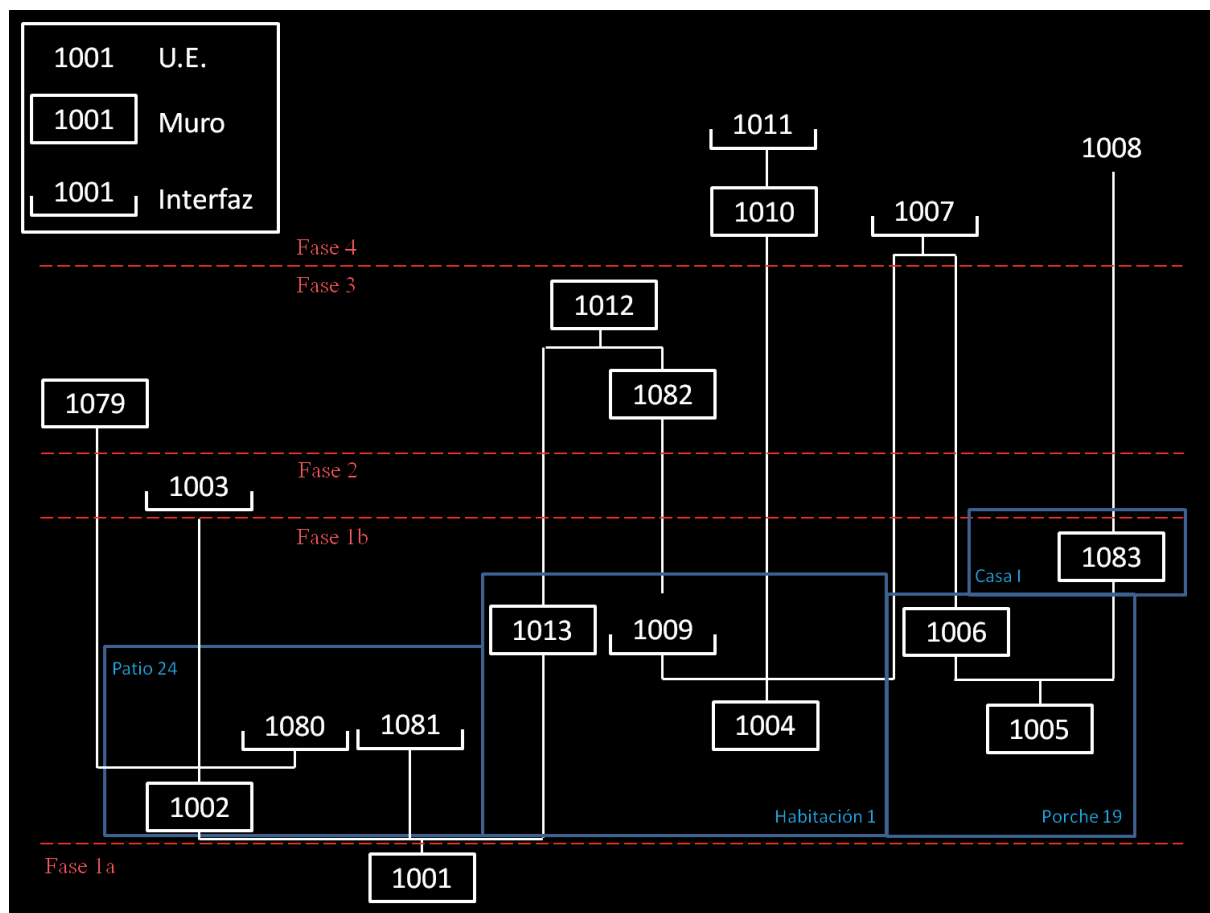 1001 U.E.
1001 Muro
1001 Interfaz
1011
1008
1010
1007
Fase 4
Fase 3
1012
1082
1079
Fase 2
1003
Fase 1b
1083
Casa I
1013
1009
1006
Patio 24
1080
1081
1004
1005
1002
Habitación 1
Porche 19
Fase 1a
1001